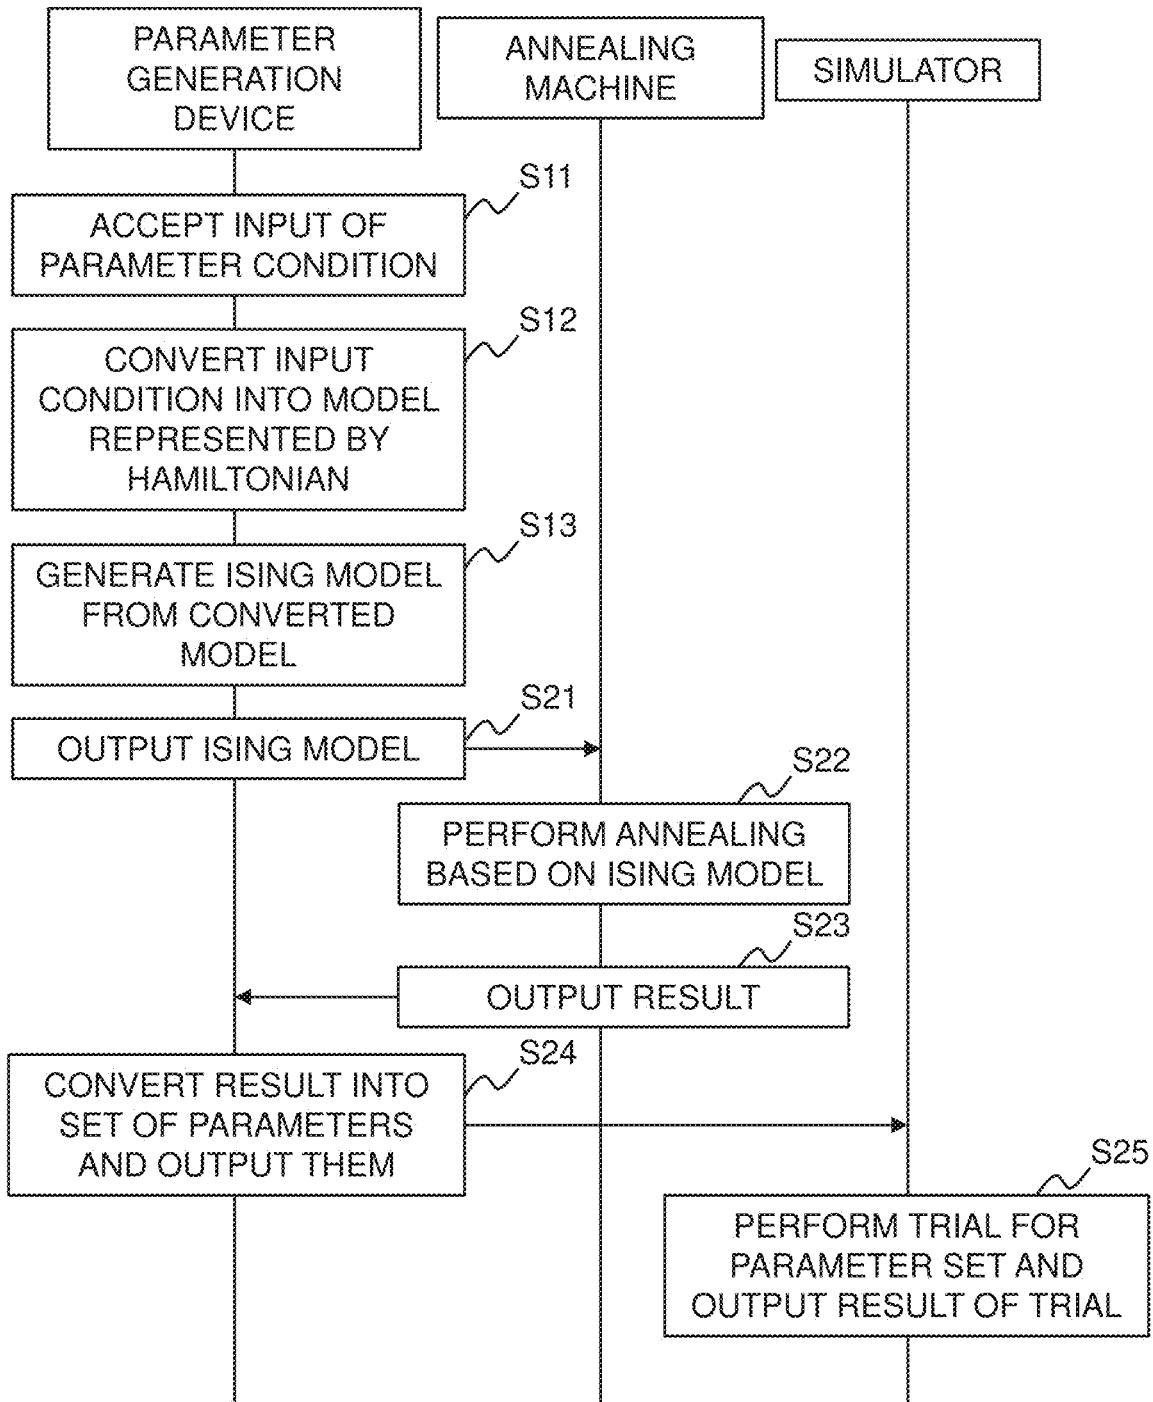 PARAMETER
GENERATION
DEVICE
ANNEALING
MACHINE
SIMULATOR
S11
ACCEPT INPUT OF
PARAMETER CONDITION
S12
CONVERT INPUT
CONDITION INTO MODEL
REPRESENTED BY
HAMILTONIAN
S13
GENERATE ISING MODEL
FROM CONVERTED
MODEL
S21
OUTPUT ISING MODEL
S22
PERFORM ANNEALING
BASED ON ISING MODEL
S23
OUTPUT RESULT
S24
CONVERT RESULT INTO
SET OF PARAMETERS
AND OUTPUT THEM
S25
PERFORM TRIAL FOR
PARAMETER SET AND
OUTPUT RESULT OF TRIAL